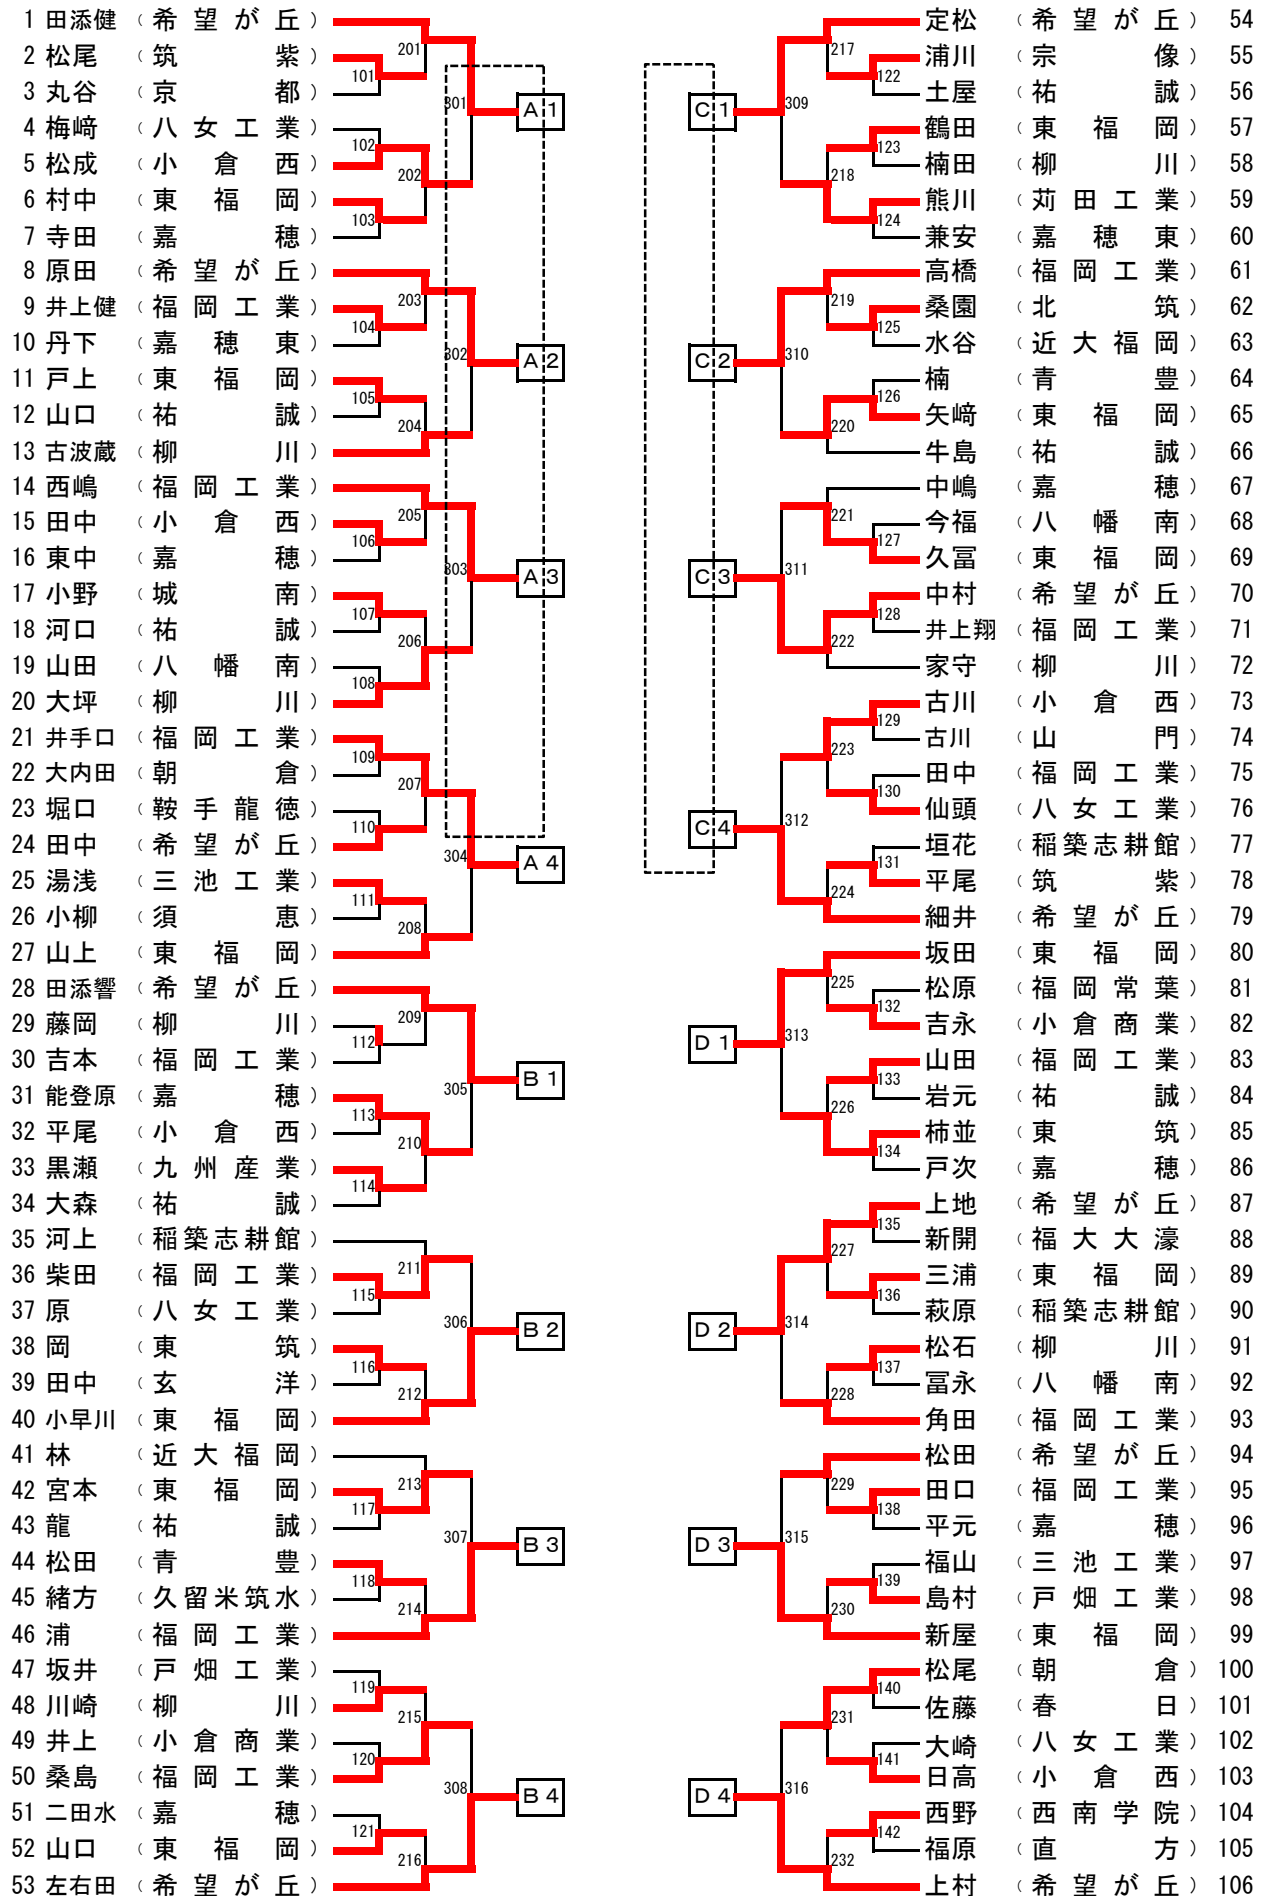 1 田添健 （希望が丘）
2 松尾 （筑紫）
3 丸谷 （京都）
4 梅﨑 （八女工業）
5 松成 （小倉西）
6 村中 （東福岡）
7 寺田 （嘉穂）
8 原田 （希望が丘）
9 井上健 （福岡工業）
10 丹下 （嘉穂東）
11 戸上 （東福岡）
12 山口 （祐誠）
13 古波蔵 （柳川）
14 西嶋 （福岡工業）
15 田中 （小倉西）
16 東中 （嘉穂）
17 小野 （城南）
18 河口 （祐誠）
19 山田 （八幡南）
20 大坪 （柳川）
21 井手口 （福岡工業）
22 大内田 （朝倉）
23 堀口 （鞍手龍徳）
24 田中 （希望が丘）
25 湯浅 （三池工業）
26 小柳 （須恵）
27 山上 （東福岡）
28 田添響 （希望が丘）
29 藤岡 （柳川）
30 吉本 （福岡工業）
31 能登原 （嘉穂）
32 平尾 （小倉西）
33 黒瀬 （九州産業）
34 大森 （祐誠）
35 河上 （稲築志耕館）
36 柴田 （福岡工業）
37 原 （八女工業）
38 岡 （東筑）
39 田中 （玄洋）
40 小早川 （東福岡）
41 林 （近大福岡）
42 宮本 （東福岡）
43 龍 （祐誠）
44 松田 （青豊）
45 緒方 （久留米筑水）
46 浦 （福岡工業）
47 坂井 （戸畑工業）
48 川崎 （柳川）
49 井上 （小倉商業）
50 桑島 （福岡工業）
51 二田水 （嘉穂）
52 山口 （東福岡）
53 左右田 （希望が丘）
101
102
103
104
105
106
107
108
109
110
111
112
113
114
115
116
117
118
119
120
121
201
202
203
204
205
206
207
208
209
210
211
212
213
214
215
216
301
302
303
304
305
306
307
308
A1
A2
A3
A4
B1
B2
B3
B4
C1
C2
C3
C4
D1
D2
D3
D4
309
310
311
312
313
314
315
316
217
218
219
220
221
222
223
224
225
226
227
228
229
230
231
232
122
123
124
125
126
127
128
129
130
131
132
133
134
135
136
137
138
139
140
141
142
定松 （希望が丘） 54
浦川 （宗像） 55
土屋 （祐誠） 56
鶴田 （東福岡） 57
楠田 （柳川） 58
熊川 （苅田工業） 59
兼安 （嘉穂東） 60
高橋 （福岡工業） 61
桑園 （北筑） 62
水谷 （近大福岡） 63
楠 （青豊） 64
矢﨑 （東福岡） 65
牛島 （祐誠） 66
中嶋 （嘉穂） 67
今福 （八幡南） 68
久冨 （東福岡） 69
中村 （希望が丘） 70
井上翔 （福岡工業） 71
家守 （柳川） 72
古川 （小倉西） 73
古川 （山門） 74
田中 （福岡工業） 75
仙頭 （八女工業） 76
垣花 （稲築志耕館） 77
平尾 （筑紫） 78
細井 （希望が丘） 79
坂田 （東福岡） 80
松原 （福岡常葉） 81
吉永 （小倉商業） 82
山田 （福岡工業） 83
岩元 （祐誠） 84
柿並 （東筑） 85
戸次 （嘉穂） 86
上地 （希望が丘） 87
新開 （福大大濠） 88
三浦 （東福岡） 89
萩原 （稲築志耕館） 90
松石 （柳川） 91
冨永 （八幡南） 92
角田 （福岡工業） 93
松田 （希望が丘） 94
田口 （福岡工業） 95
平元 （嘉穂） 96
福山 （三池工業） 97
島村 （戸畑工業） 98
新屋 （東福岡） 99
松尾 （朝倉） 100
佐藤 （春日） 101
大崎 （八女工業） 102
日高 （小倉西） 103
西野 （西南学院） 104
福原 （直方） 105
上村 （希望が丘） 106